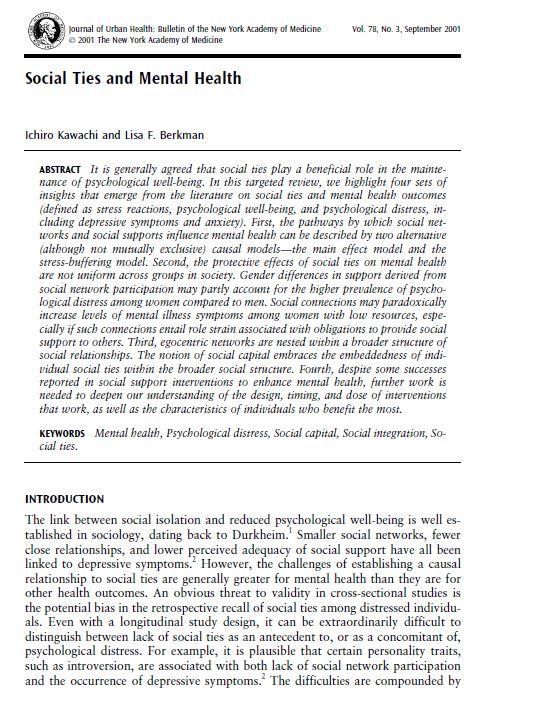 Journal of Urban Health: Bulletin of the New York Academy of Medicine Vol. 78, No. 3, September 2001
© 2001 The New York Academy of Medicine
Social Ties and Mental Health
Ichiro Kawachi and Lisa F. Berkman
ABSTRACT It is generally agreed that social ties play a beneficial role in the mainte-
nance of psychological well-being. In this targeted review, we highlight four sets of
insights that emerge from the literature on social ties and mental health outcomes
(defined as stress reactions, psychological well-being, and psychological distress, in-
cluding depressive symptoms and anxiety). First, the pathways by which social net-
works and social supports influence mental health can be described by two alternative
(although not mutually exclusive) causal models—the main effect model and the
stress-buffering model. Second, the protective effects of social ties on mental health
are not uniform across groups in society. Gender differences in support derived from
social network participation may partly account for the higher prevalence of psycho-
logical distress among women compared to men. Social connections may paradoxically
increase levels of mental illness symptoms among women with low resources, espe-
cially if such connections entail role strain associated with obligations to provide social
support to others. Third, egocentric networks are nested within a broader structure of
social relationships. The notion of social capital embraces the embeddedness of indi-
vidual social ties within the broader social structure. Fourth, despite some successes
reported in social support interventions to enhance mental health, further work is
needed to deepen our understanding of the design, timing, and dose of interventions
that work, as well as the characteristics of individuals who benefit the most.
KEYWORDS Mental health, Psychological distress, Social capital, Social integration, So-
cial ties.
INTRODUCTION
The link between social isolation and reduced psychological well-being is well es-
tablished in sociology, dating back to Durkheim.1 Smaller social networks, fewer
close relationships, and lower perceived adequacy of social support have all been
linked to depressive symptoms.2 However, the challenges of establishing a causal
relationship to social ties are generally greater for mental health than they are for
other health outcomes. An obvious threat to validity in cross-sectional studies is
the potential bias in the retrospective recall of social ties among distressed individu-
als. Even with a longitudinal study design, it can be extraordinarily difficult to
distinguish between lack of social ties as an antecedent to, or as a concomitant of,
psychological distress. For example, it is plausible that certain personality traits,
such as introversion, are associated with both lack of social network participation
and the occurrence of depressive symptoms.2 The difficulties are compounded by